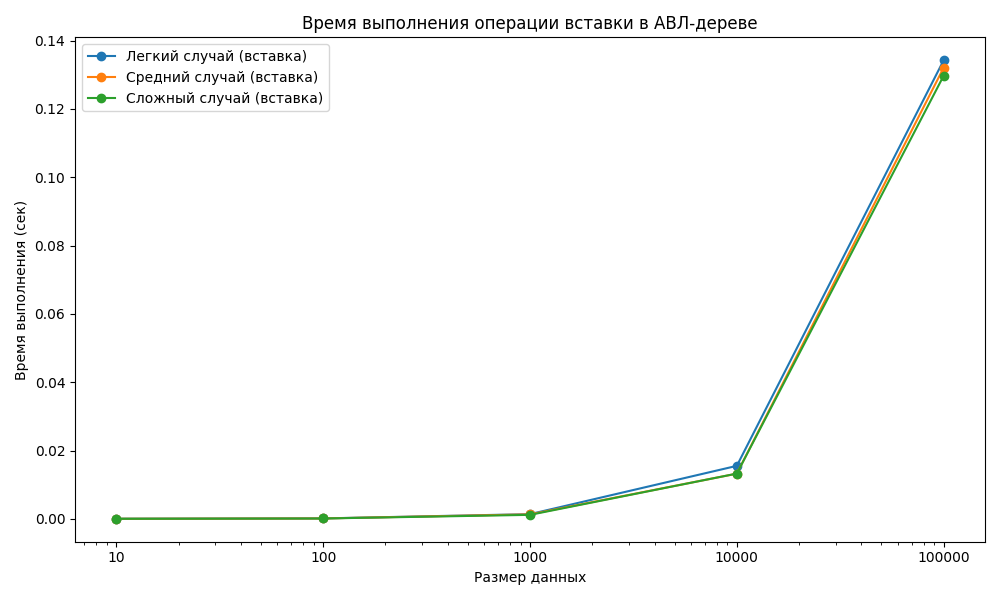 Время выполнения операции вставки в АВЛ-дереве
Легкий случай (вставка)
Средний случай (вставка)
Сложный случай (вставка)
Время выполнения (сек)
0.14
0.12
0.10
0.08
0.06
0.04
0.02
0.00
10 100 1000 10000 100000
Размер данных